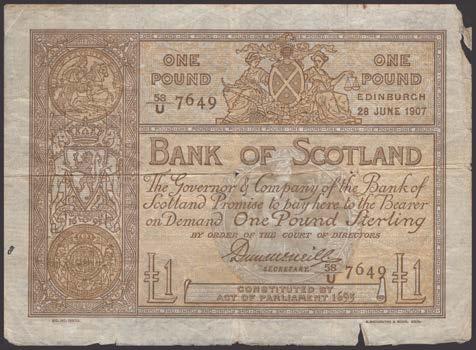 ONE POUND
ONE POUND
58/U 7649
EDINBURGH
28 JUNE 1907
BANK OF SCOTLAND
The Governor & Company of the Bank of
Scotland Promise to pay here to the Bearer
on Demand One Pound Sterling
BY ORDER OF THE COURT OF DIRECTORS
SECRETARY
58/U 7649
£1
£1
CONSTITUTED BY
ACT OF PARLIAMENT 1695